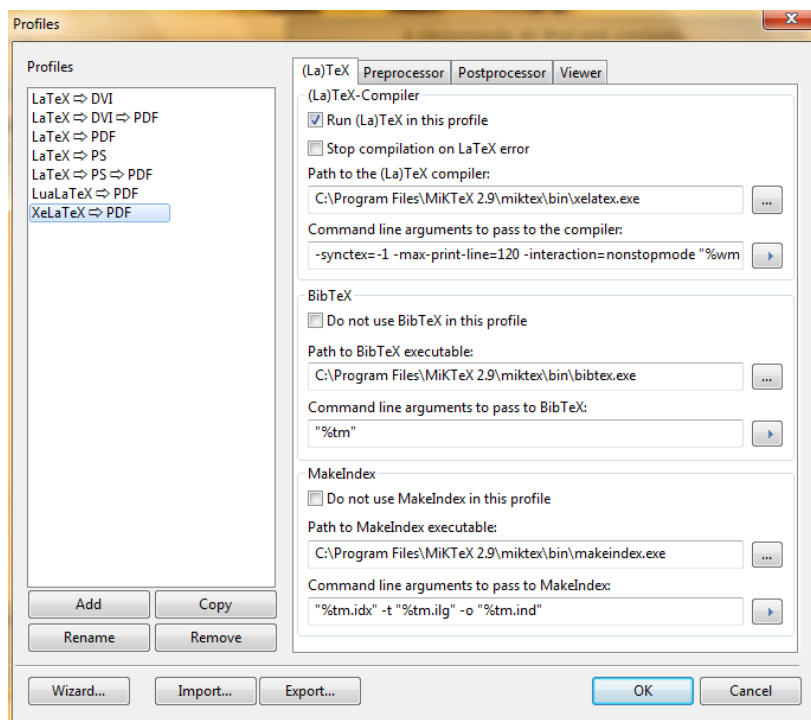 Profiles
Profiles
LaTeX ⇨ DVI
LaTeX ⇨ DVI ⇨ PDF
LaTeX ⇨ PDF
LaTeX ⇨ PS
LaTeX ⇨ PS ⇨ PDF
LuaLaTeX ⇨ PDF
XeLaTeX ⇨ PDF
Add Copy
Rename Remove
(La)TeX Preprocessor Postprocessor Viewer
(La)TeX-Compiler
Run (La)TeX in this profile
Stop compilation on LaTeX error
Path to the (La)TeX compiler:
C:\Program Files\MiKTeX 2.9\miktex\bin\xelatex.exe ...
Command line arguments to pass to the compiler:
-synctex=-1 -max-print-line=120 -interaction=nonstopmode "%wm
BibTeX
Do not use BibTeX in this profile
Path to BibTeX executable:
C:\Program Files\MiKTeX 2.9\miktex\bin\bibtex.exe ...
Command line arguments to pass to BibTeX:
"%tm"
MakeIndex
Do not use MakeIndex in this profile
Path to MakeIndex executable:
C:\Program Files\MiKTeX 2.9\miktex\bin\makeindex.exe ...
Command line arguments to pass to MakeIndex:
"%tm.idx" -t "%tm.ilg" -o "%tm.ind"
Wizard... Import... Export... OK Cancel